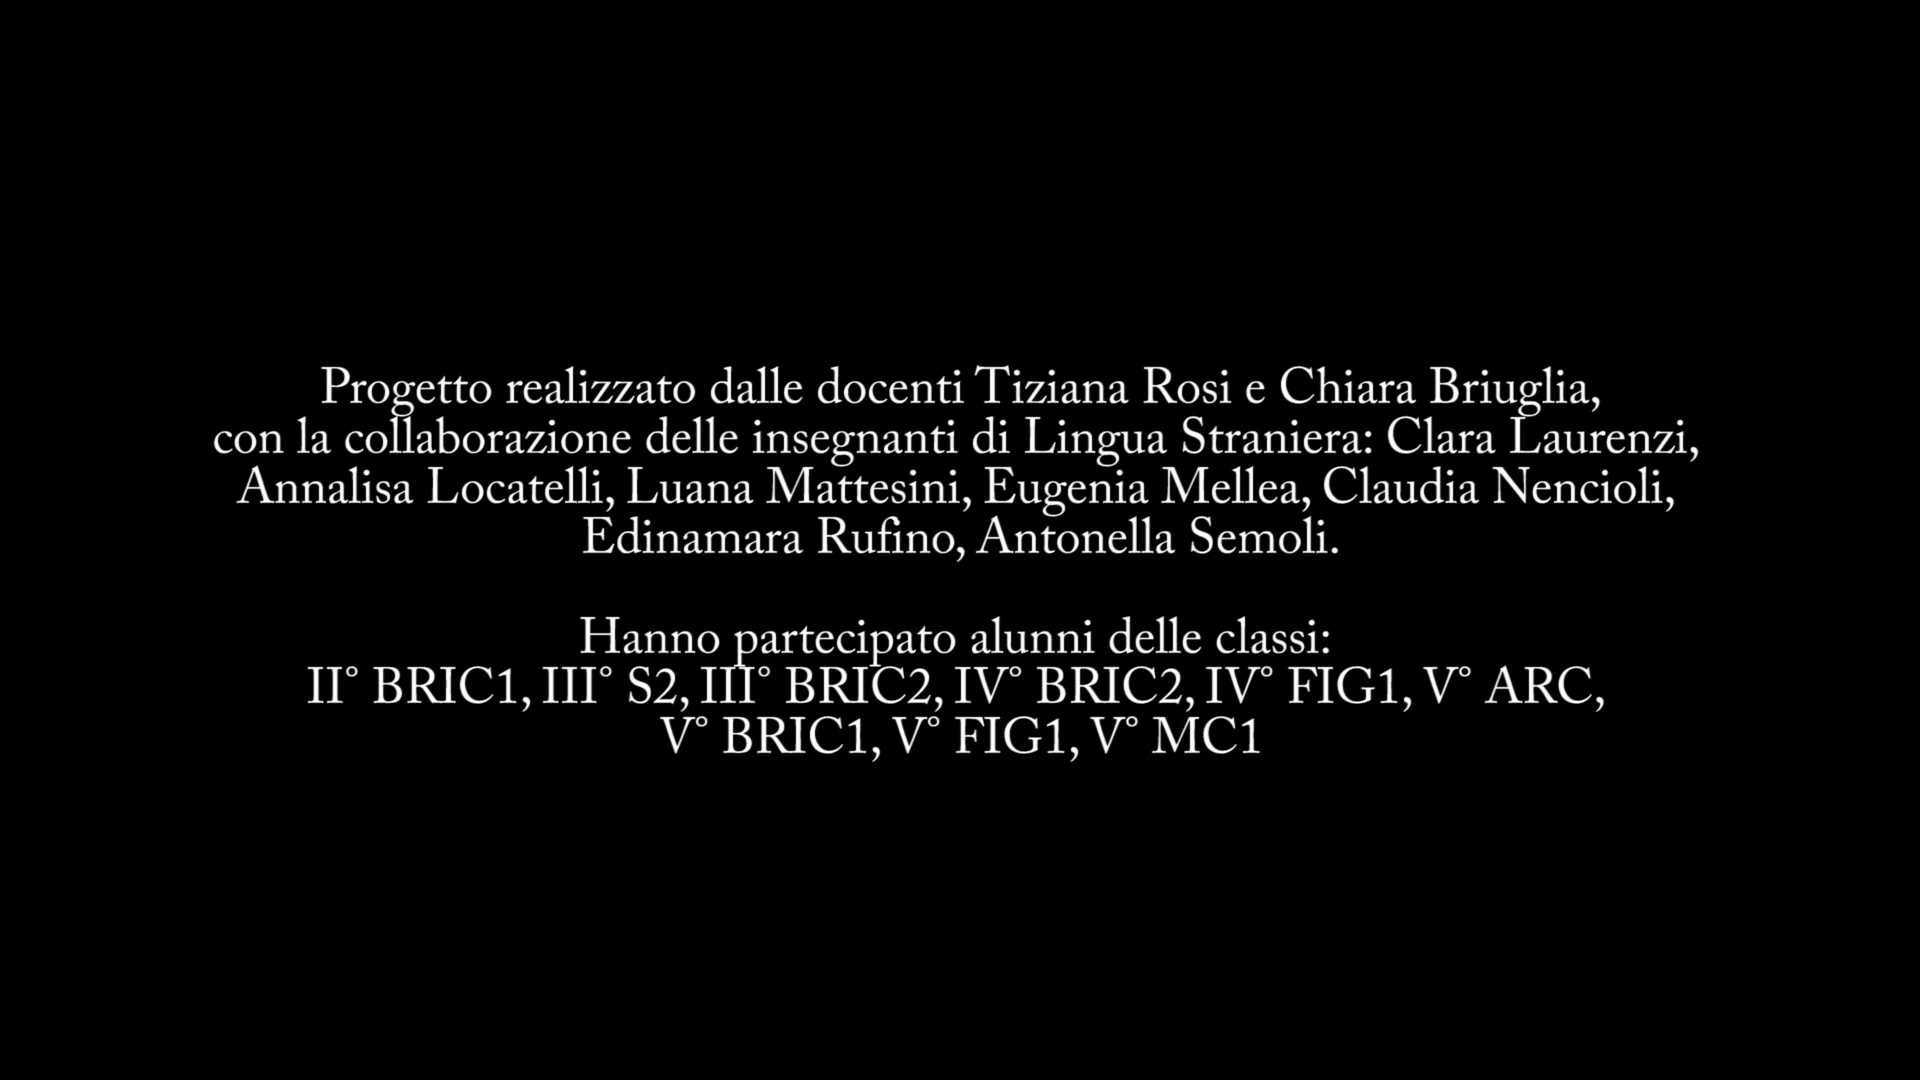 Progetto realizzato dalle docenti Tiziana Rosi e Chiara Briuglia,
con la collaborazione delle insegnanti di Lingua Straniera: Clara Laurenzi,
Annalisa Locatelli, Luana Mattesini, Eugenia Mellea, Claudia Nencioli,
Edinamara Rufino, Antonella Semoli.
Hanno partecipato alunni delle classi:
II° BRIC1, III° S2, III° BRIC2, IV° BRIC2, IV° FIG1, V° ARC,
V° BRIC1, V° FIG1, V° MC1